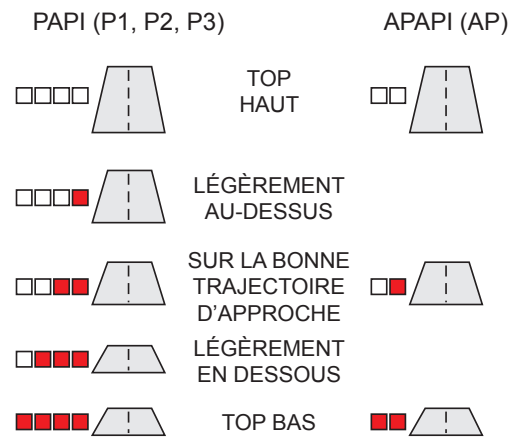 PAPI (P1, P2, P3)
APAPI (AP)
TOP
HAUT
LÉGÈREMENT
AU-DESSUS
SUR LA BONNE
TRAJECTOIRE
D'APPROCHE
LÉGÈREMENT
EN DESSOUS
TOP BAS